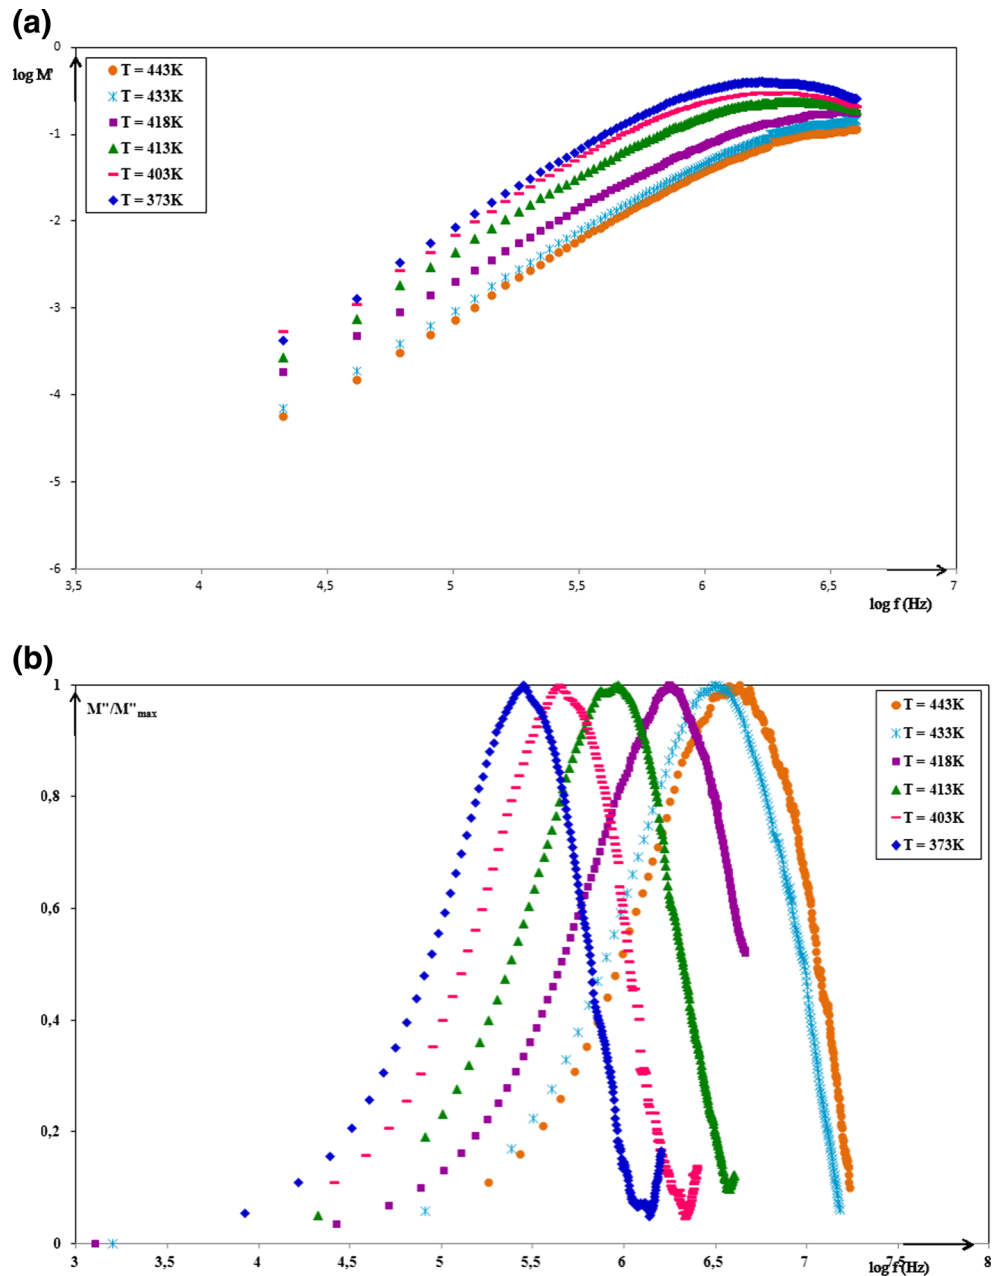 (a)
0
log M'
T = 443K
T = 433K
T = 418K
T = 413K
T = 403K
T = 373K
-1
-2
-3
-4
-5
-6
3,5 4 4,5 5 5,5 6 6,5 7
log f (Hz)
(b)
1
M"/M"max
T = 443K
T = 433K
T = 418K
T = 413K
T = 403K
T = 373K
0,8
0,6
0,4
0,2
0
3 3,5 4 4,5 5 5,5 6 6,5 7 7,5 8
log f (Hz)